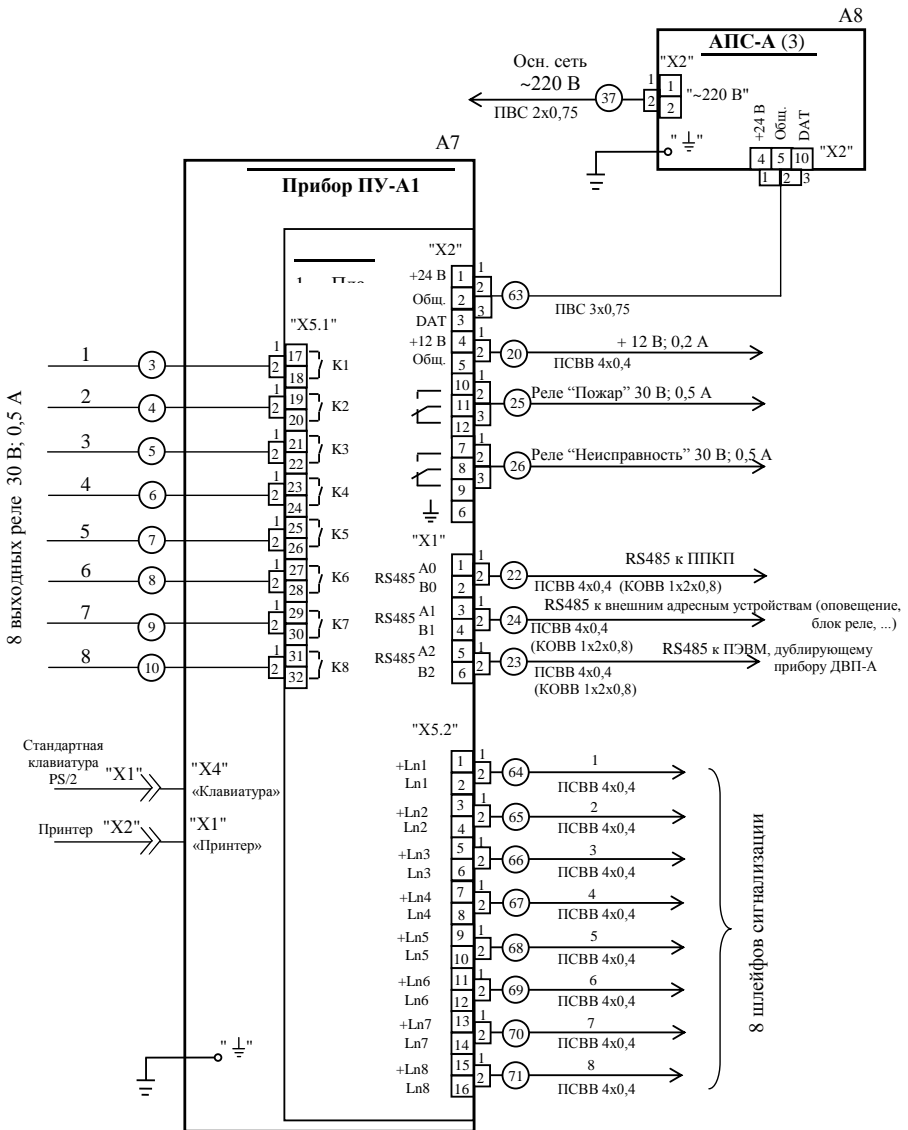 A8
АПС-А (3)
Осн. сеть
~220 В
37
ПВС 2х0,75
1
2
"X2"
1
2
"~220 В"
"⏚"
+24 В
Общ.
DAT
4 5 10
"X2"
1 2 3
A7
Прибор ПУ-А1
"X2"
+24 В 1
Общ. 2
DAT 3
+12 В 4
Общ. 5
10
11
12
7
8
9
6
1
2
3
63
ПВС 3х0,75
1
2
20
+ 12 В; 0,2 А
ПСВВ 4х0,4
1
2
3
25
Реле “Пожар” 30 В; 0,5 А
1
2
3
26
Реле “Неисправность” 30 В; 0,5 А
"X5.1"
8 выходных реле 30 В; 0,5 А
1 3 1 2 17 18 K1
2 4 1 2 19 20 K2
3 5 1 2 21 22 K3
4 6 1 2 23 24 K4
5 7 1 2 25 26 K5
6 8 1 2 27 28 K6
7 9 1 2 29 30 K7
8 10 1 2 31 32 K8
"X1"
RS485 A0 1
B0 2
1
2
22
RS485 к ППКП
ПСВВ 4х0,4 (КОВВ 1х2х0,8)
RS485 A1 3
B1 4
1
2
24
RS485 к внешним адресным устройствам (оповещение,
блок реле, ...)
ПСВВ 4х0,4
(КОВВ 1х2х0,8)
RS485 A2 5
B2 6
1
2
23
RS485 к ПЭВМ, дублирующему
прибору ДВП-А
ПСВВ 4х0,4
(КОВВ 1х2х0,8)
Стандартная
клавиатура
PS/2
"X1"
"X4"
«Клавиатура»
Принтер "X2"
"X1"
«Принтер»
"X5.2"
+Ln1 1 1 1
Ln1 2 2 64
ПСВВ 4х0,4
+Ln2 3 1 2
Ln2 4 2 65
ПСВВ 4х0,4
+Ln3 5 1 3
Ln3 6 2 66
ПСВВ 4х0,4
+Ln4 7 1 4
Ln4 8 2 67
ПСВВ 4х0,4
+Ln5 9 1 5
Ln5 10 2 68
ПСВВ 4х0,4
+Ln6 11 1 6
Ln6 12 2 69
ПСВВ 4х0,4
+Ln7 13 1 7
Ln7 14 2 70
ПСВВ 4х0,4
+Ln8 15 1 8
Ln8 16 2 71
ПСВВ 4х0,4
8 шлейфов сигнализации
"⏚"